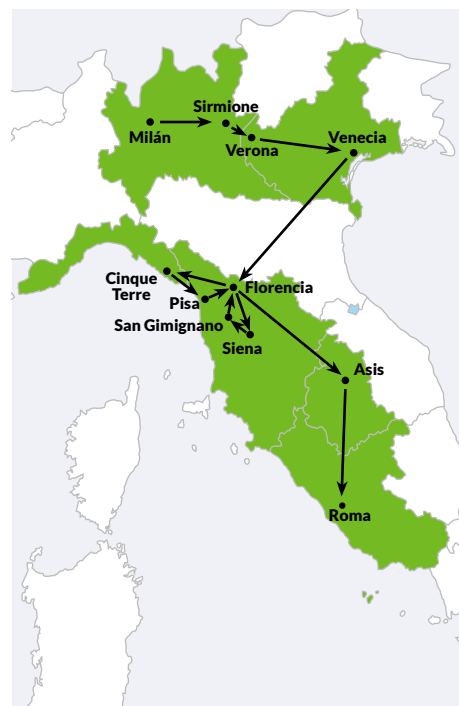 Sirmione
Milán
Verona
Venecia
Cinque
Terre
Florencia
Pisa
San Gimignano
Siena
Asis
Roma